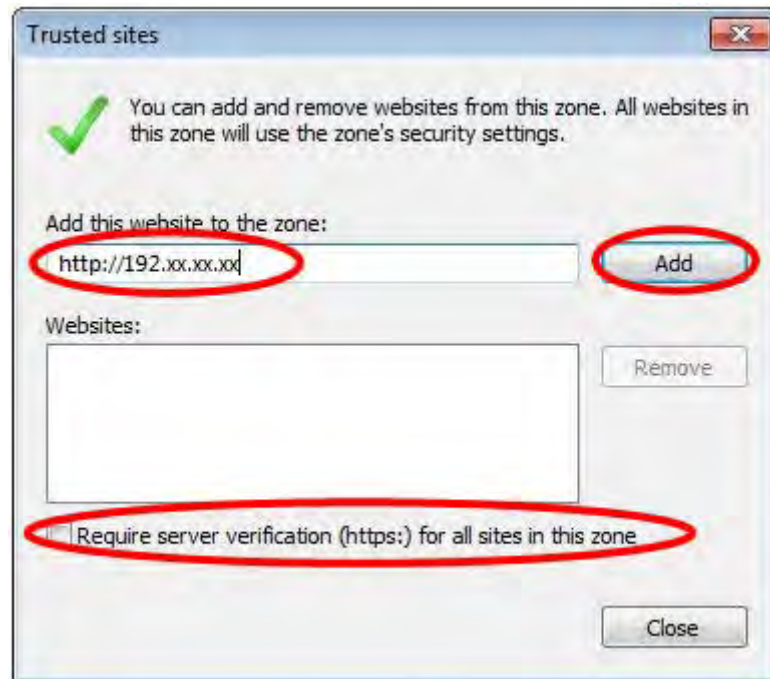 Trusted sites
You can add and remove websites from this zone. All websites in
this zone will use the zone's security settings.
Add this website to the zone:
http://192.xx.xx.xx
Add
Websites:
Remove
Require server verification (https:) for all sites in this zone
Close